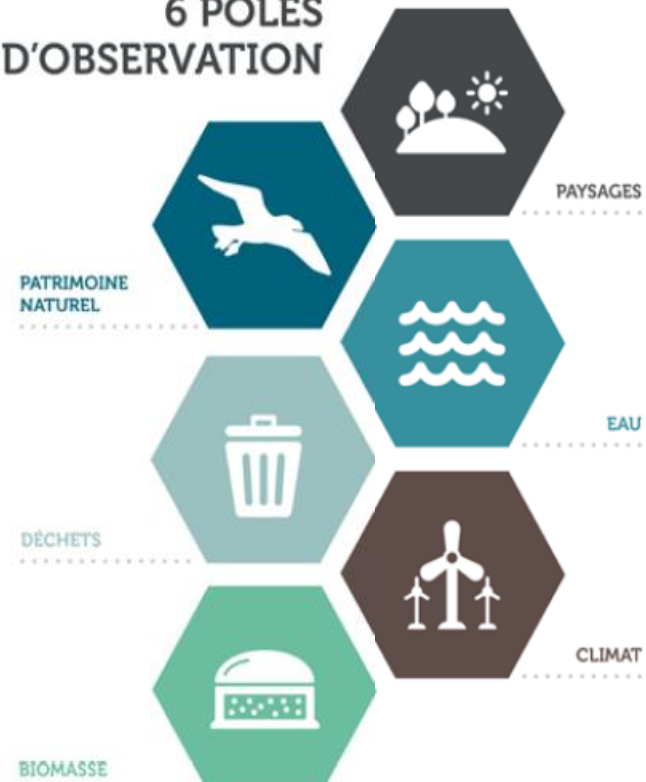 6 PÔLES
D'OBSERVATION
PAYSAGES
PATRIMOINE
NATUREL
EAU
DÉCHETS
CLIMAT
BIOMASSE